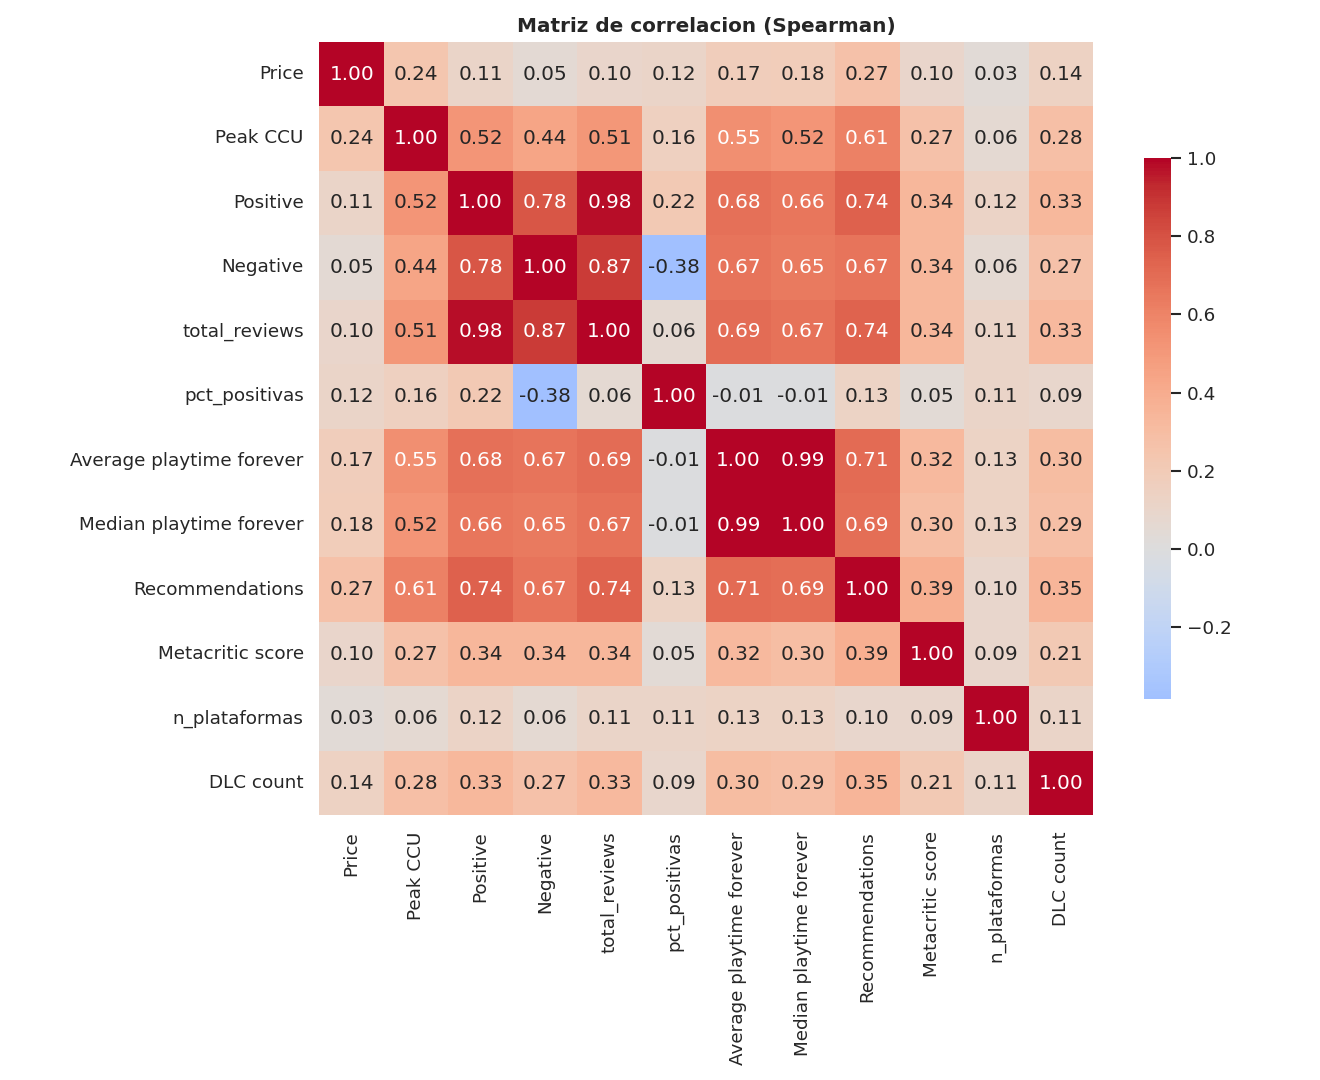 Matriz de correlacion (Spearman)
Price 1.00 0.24 0.11 0.05 0.10 0.12 0.17 0.18 0.27 0.10 0.03 0.14
Peak CCU 0.24 1.00 0.52 0.44 0.51 0.16 0.55 0.52 0.61 0.27 0.06 0.28
Positive 0.11 0.52 1.00 0.78 0.98 0.22 0.68 0.66 0.74 0.34 0.12 0.33
Negative 0.05 0.44 0.78 1.00 0.87 -0.38 0.67 0.65 0.67 0.34 0.06 0.27
total_reviews 0.10 0.51 0.98 0.87 1.00 0.06 0.69 0.67 0.74 0.34 0.11 0.33
pct_positivas 0.12 0.16 0.22 -0.38 0.06 1.00 -0.01 -0.01 0.13 0.05 0.11 0.09
Average playtime forever 0.17 0.55 0.68 0.67 0.69 -0.01 1.00 0.99 0.71 0.32 0.13 0.30
Median playtime forever 0.18 0.52 0.66 0.65 0.67 -0.01 0.99 1.00 0.69 0.30 0.13 0.29
Recommendations 0.27 0.61 0.74 0.67 0.74 0.13 0.71 0.69 1.00 0.39 0.10 0.35
Metacritic score 0.10 0.27 0.34 0.34 0.34 0.05 0.32 0.30 0.39 1.00 0.09 0.21
n_plataformas 0.03 0.06 0.12 0.06 0.11 0.11 0.13 0.13 0.10 0.09 1.00 0.11
DLC count 0.14 0.28 0.33 0.27 0.33 0.09 0.30 0.29 0.35 0.21 0.11 1.00
Price
Peak CCU
Positive
Negative
total_reviews
pct_positivas
Average playtime forever
Median playtime forever
Recommendations
Metacritic score
n_plataformas
DLC count
1.0
0.8
0.6
0.4
0.2
0.0
−0.2